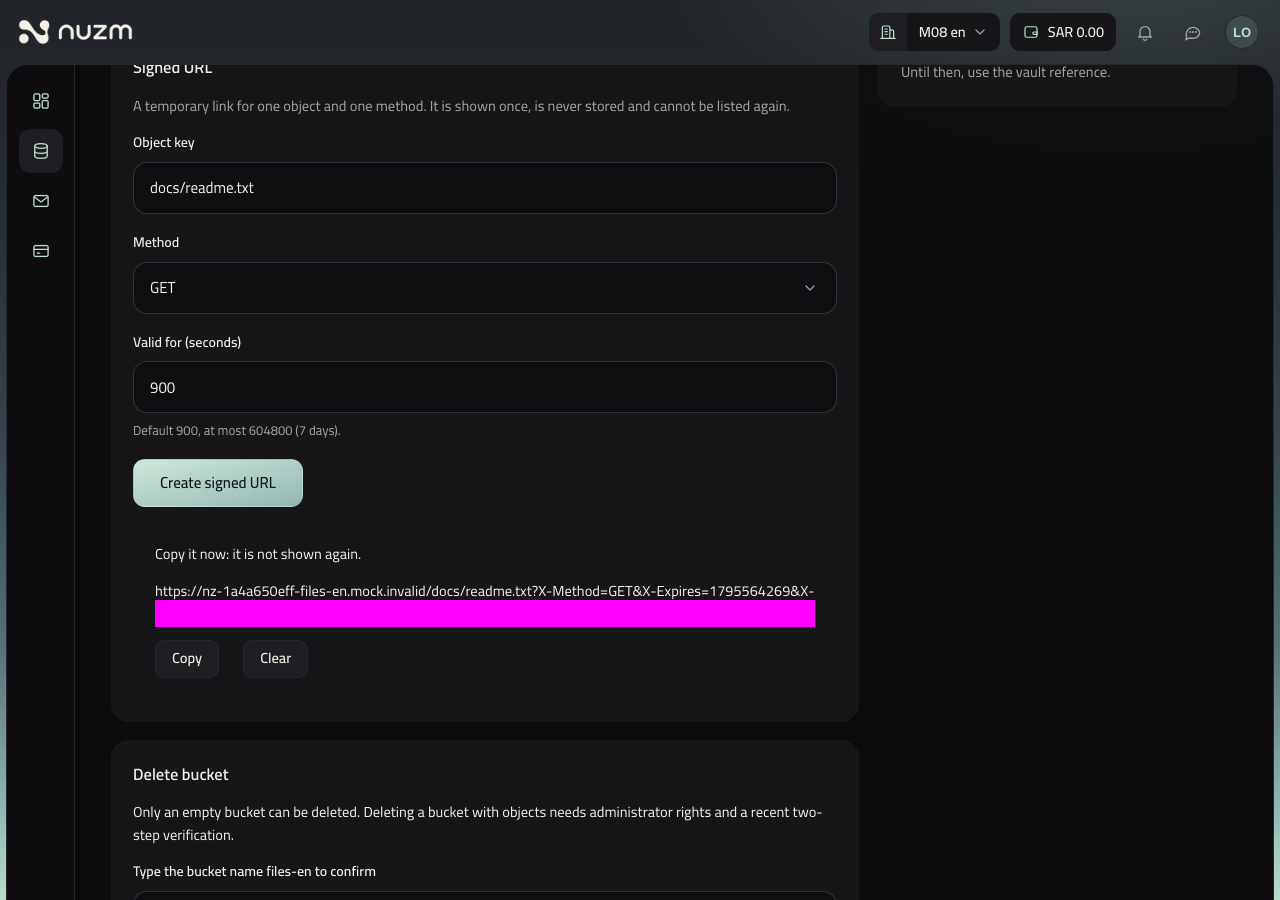 nuzm
M08 en
SAR 0.00
LO
Signed URL
Until then, use the vault reference.
A temporary link for one object and one method. It is shown once, is never stored and cannot be listed again.
Object key
docs/readme.txt
Method
GET
Valid for (seconds)
900
Default 900, at most 604800 (7 days).
Create signed URL
Copy it now: it is not shown again.
https://nz-1a4a650eff-files-en.mock.invalid/docs/readme.txt?X-Method=GET&X-Expires=1795564269&X-
Copy
Clear
Delete bucket
Only an empty bucket can be deleted. Deleting a bucket with objects needs administrator rights and a recent two-
step verification.
Type the bucket name files-en to confirm